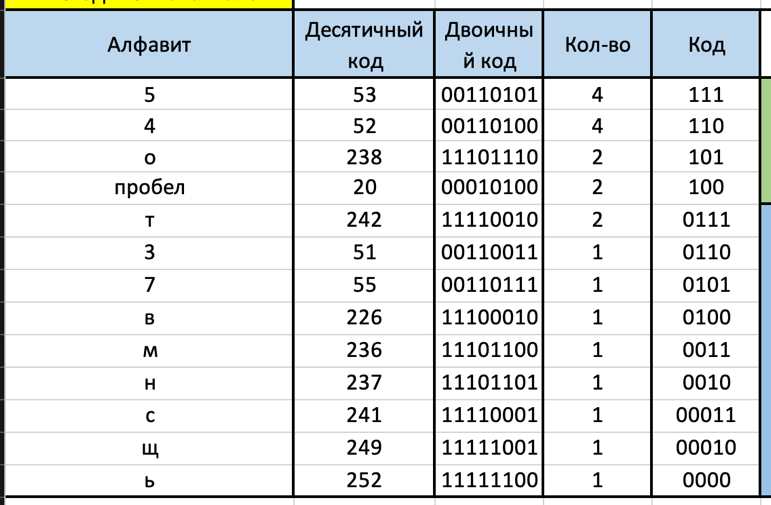 Алфавит Десятичный код Двоичны й код Кол-во Код
5 53 00110101 4 111
4 52 00110100 4 110
о 238 11101110 2 101
пробел 20 00010100 2 100
т 242 11110010 2 0111
3 51 00110011 1 0110
7 55 00110111 1 0101
в 226 11100010 1 0100
м 236 11101100 1 0011
н 237 11101101 1 0010
с 241 11110001 1 00011
щ 249 11111001 1 00010
ь 252 11111100 1 0000